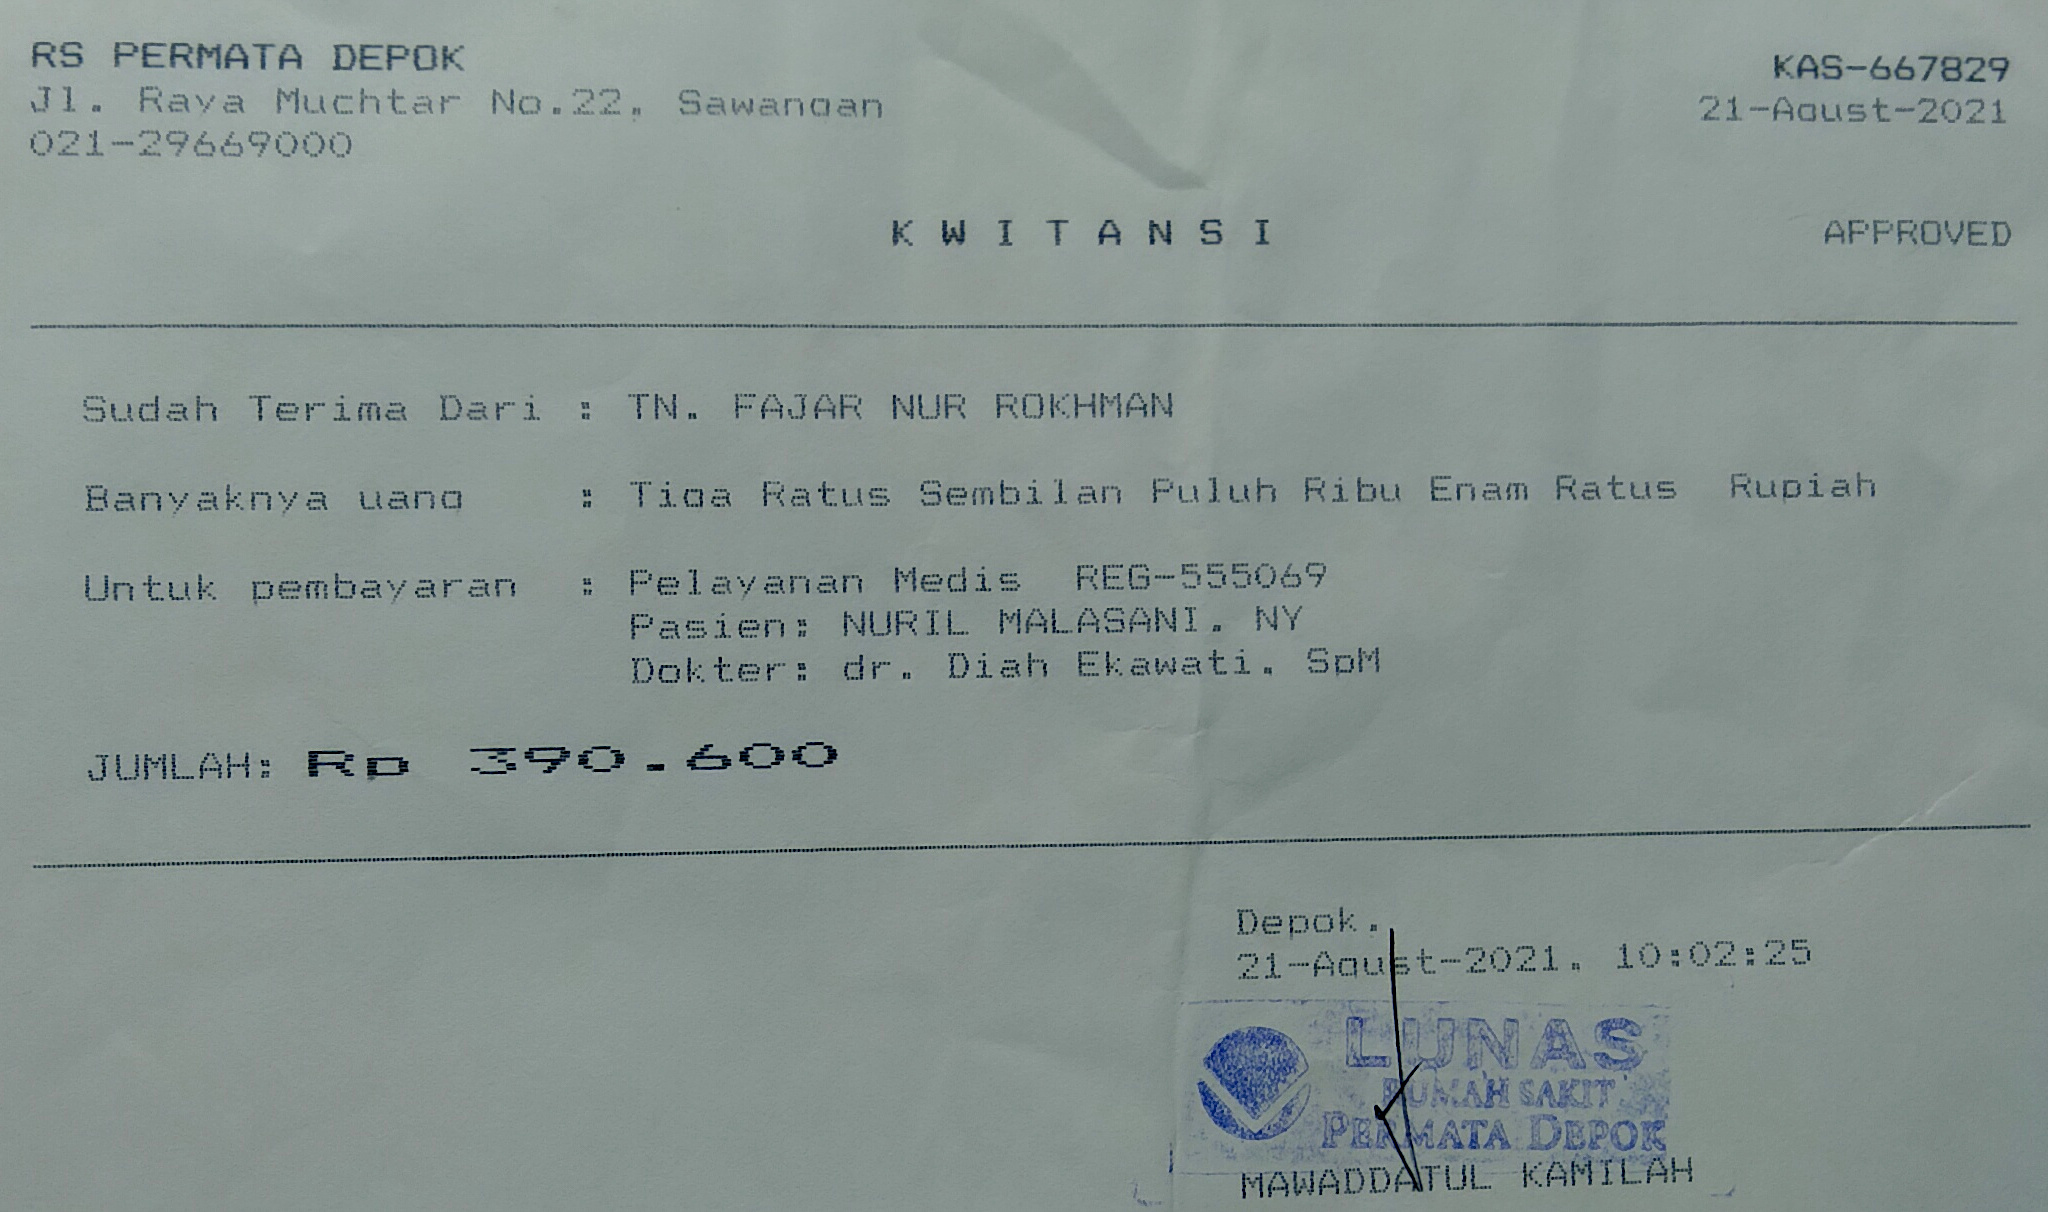 RS PERMATA DEPOK
KAS-667829
Jl. Raya Muchtar No.22, Sawangan
21-Agust-2021
021-29669000
K W I T A N S I
APPROVED
Sudah Terima Dari : TN. FAJAR NUR ROKHMAN
Banyaknya uang : Tiga Ratus Sembilan Puluh Ribu Enam Ratus Rupiah
Untuk pembayaran : Pelayanan Medis REG-555069
Pasien: NURIL MALASANI, NY
Dokter: dr. Diah Ekawati, SpM
JUMLAH: Rp 390.600
Depok,
21-Agust-2021, 10:02:25
LUNAS
RUMAH SAKIT
PERMATA DEPOK
MAWADDATUL KAMILAH